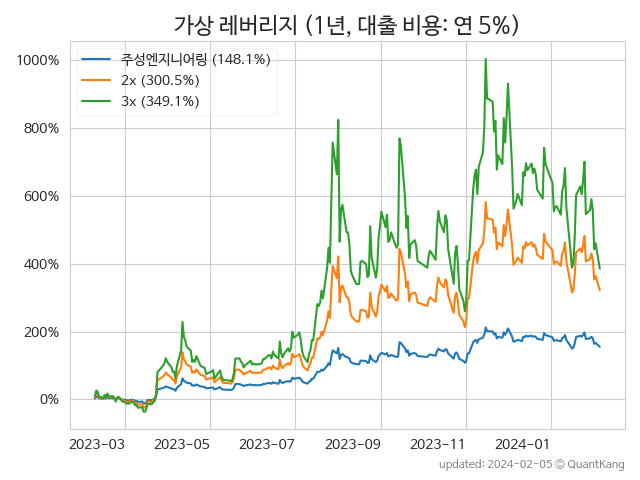 가상 레버리지 (1년, 대출 비용: 연 5%)
주성엔지니어링 (148.1%)
2x (300.5%)
3x (349.1%)
1000%
800%
600%
400%
200%
0%
2023-03 2023-05 2023-07 2023-09 2023-11 2024-01
updated: 2024-02-05 © QuantKang